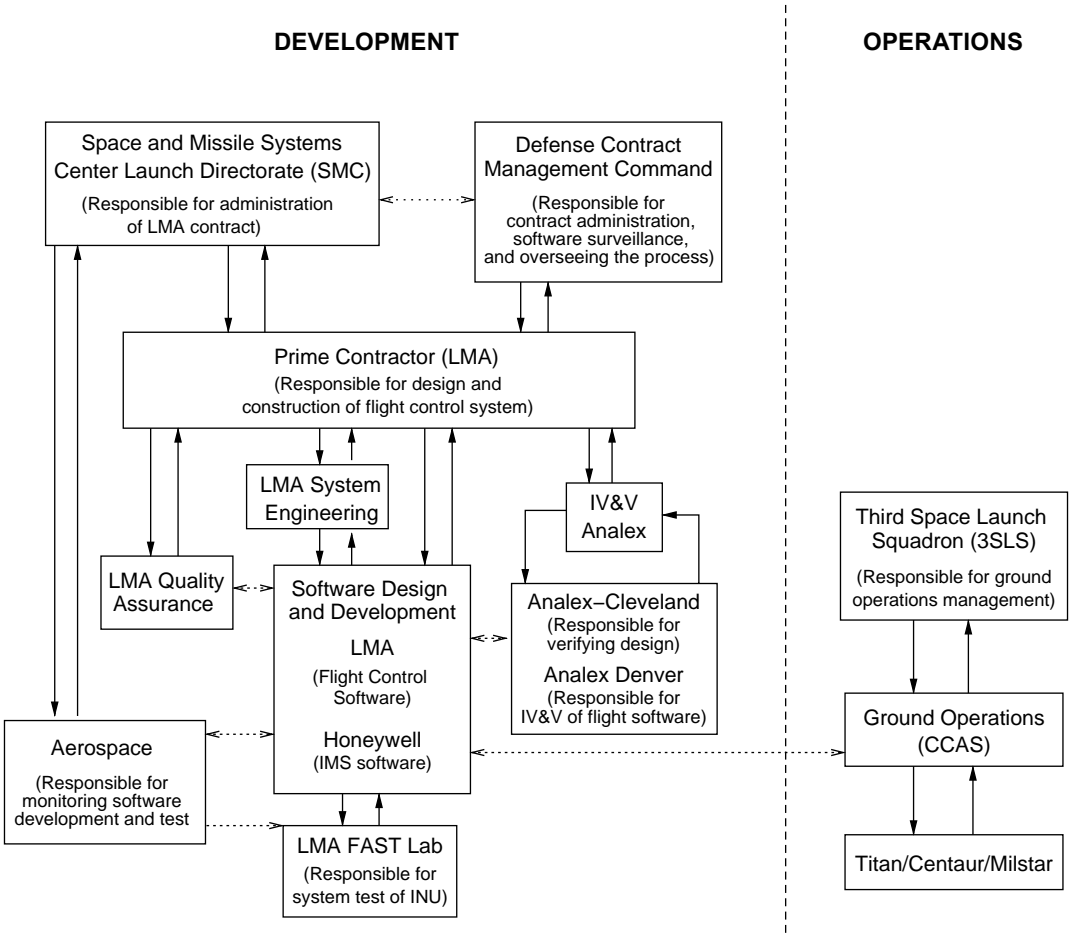 DEVELOPMENT
OPERATIONS
Space and Missile Systems
Center Launch Directorate (SMC)
(Responsible for administration
of LMA contract)
Defense Contract
Management Command
(Responsible for
contract administration,
software surveillance,
and overseeing the process)
Prime Contractor (LMA)
(Responsible for design and
construction of flight control system)
LMA System
Engineering
IV&V
Analex
LMA Quality
Assurance
Software Design
and Development
LMA
(Flight Control
Software)
Honeywell
(IMS software)
Analex−Cleveland
(Responsible for
verifying design)
Analex Denver
(Responsible for
IV&V of flight software)
Aerospace
(Responsible for
monitoring software
development and test
LMA FAST Lab
(Responsible for
system test of INU)
Third Space Launch
Squadron (3SLS)
(Responsible for ground
operations management)
Ground Operations
(CCAS)
Titan/Centaur/Milstar